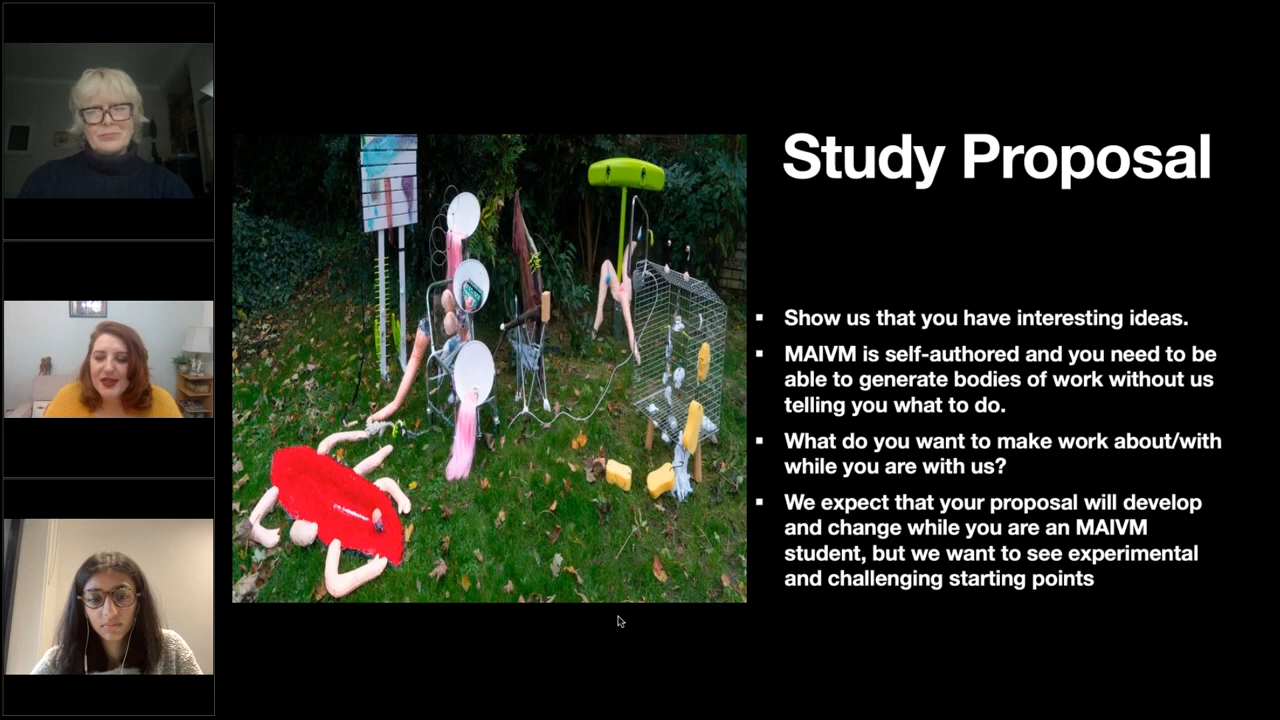 Study Proposal
▪ Show us that you have interesting ideas.
▪ MAIVM is self-authored and you need to be
able to generate bodies of work without us
telling you what to do.
▪ What do you want to make work about/with
while you are with us?
▪ We expect that your proposal will develop
and change while you are an MAIVM
student, but we want to see experimental
and challenging starting points